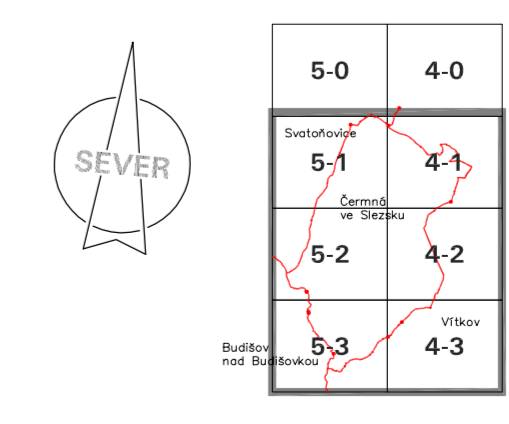 SEVER
5-0 4-0
Svatoňovice
5-1 4-1
Čermná
ve Slezsku
5-2 4-2
Vítkov
Budišov
nad Budišovkou
5-3 4-3